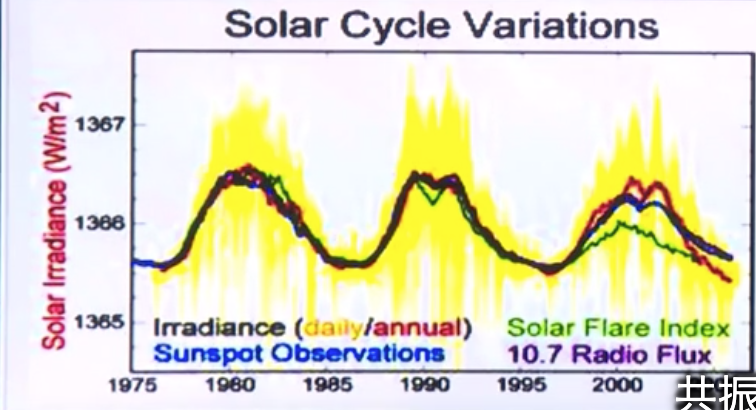 Solar Cycle Variations
Solar Irradiance (W/m²)
1367
1366
1365
Irradiance (daily/annual)
Solar Flare Index
Sunspot Observations
10.7 Radio Flux
1975 1980 1985 1990 1995 2000
共振